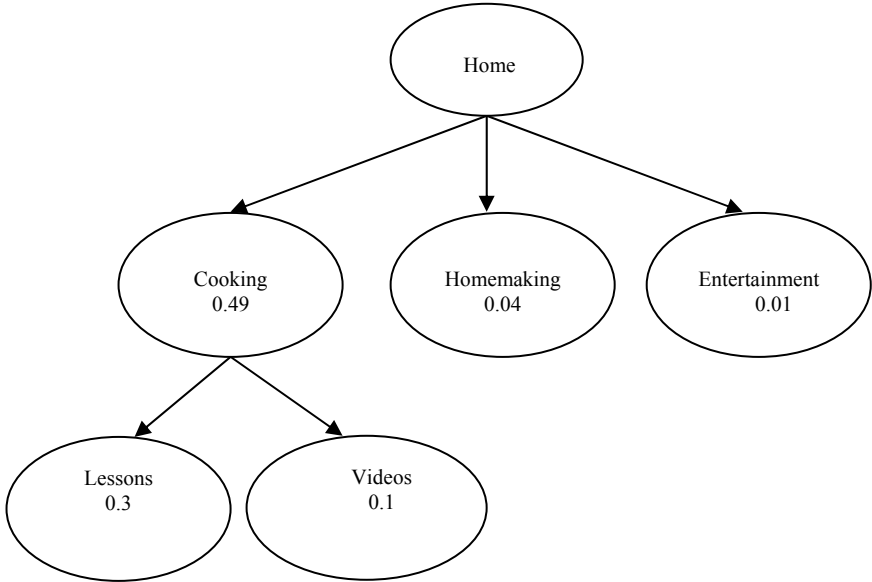 Home
Cooking
0.49
Homemaking
0.04
Entertainment
0.01
Lessons
0.3
Videos
0.1